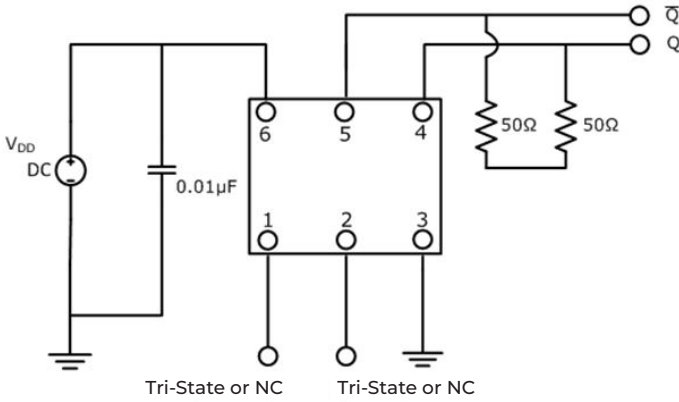 Q̅
Q
6 5 4
50Ω 50Ω
V_DD
DC
0.01µF
1 2 3
Tri-State or NC Tri-State or NC